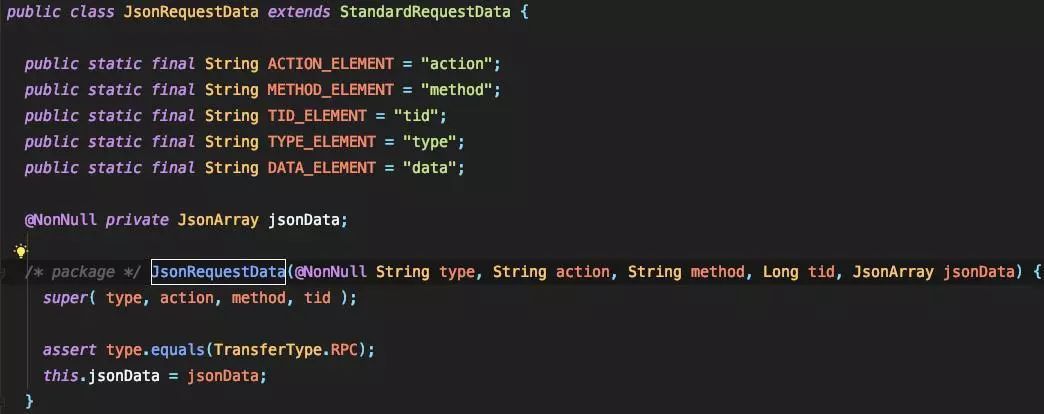 public class JsonRequestData extends StandardRequestData {
public static final String ACTION_ELEMENT = "action";
public static final String METHOD_ELEMENT = "method";
public static final String TID_ELEMENT = "tid";
public static final String TYPE_ELEMENT = "type";
public static final String DATA_ELEMENT = "data";
@NonNull private JsonArray jsonData;
/* package */ JsonRequestData(@NonNull String type, String action, String method, Long tid, JsonArray jsonData) {
super( type, action, method, tid );
assert type.equals(TransferType.RPC);
this.jsonData = jsonData;
}